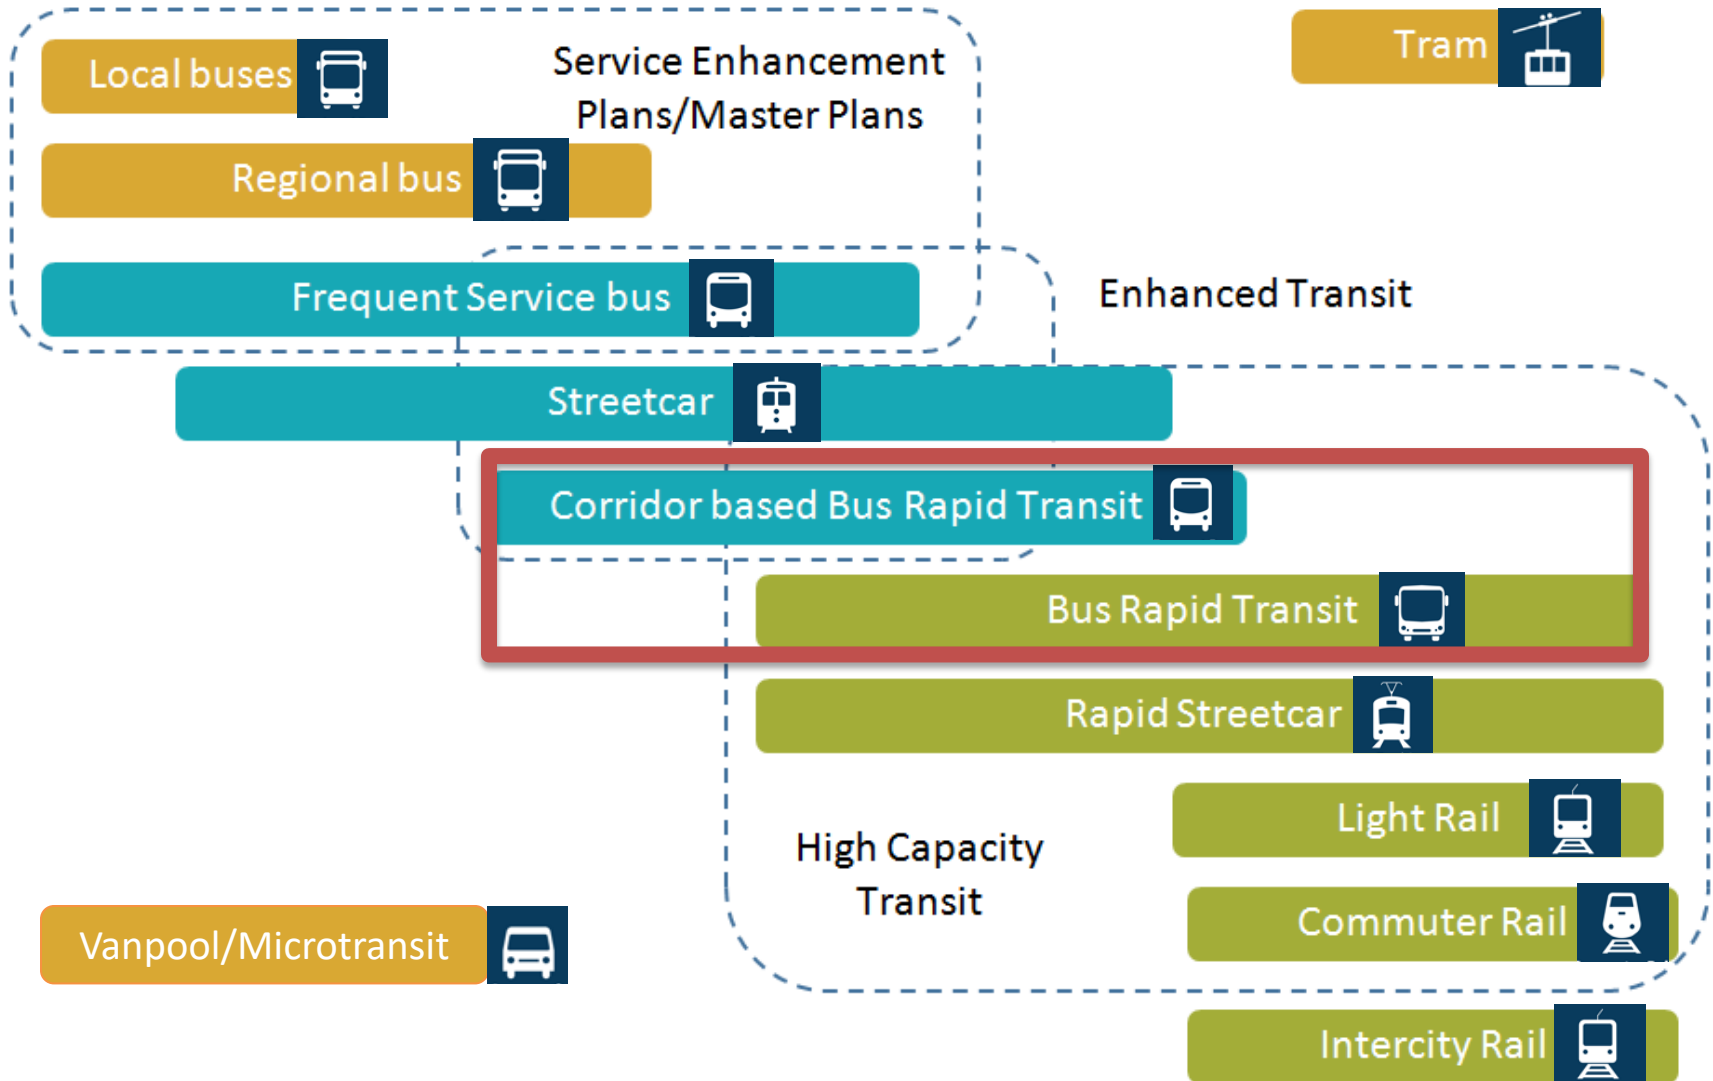 Local buses
Service Enhancement
Plans/Master Plans
Tram
Regional bus
Frequent Service bus
Enhanced Transit
Streetcar
Corridor based Bus Rapid Transit
Bus Rapid Transit
Rapid Streetcar
Light Rail
High Capacity
Transit
Commuter Rail
Vanpool/Microtransit
Intercity Rail